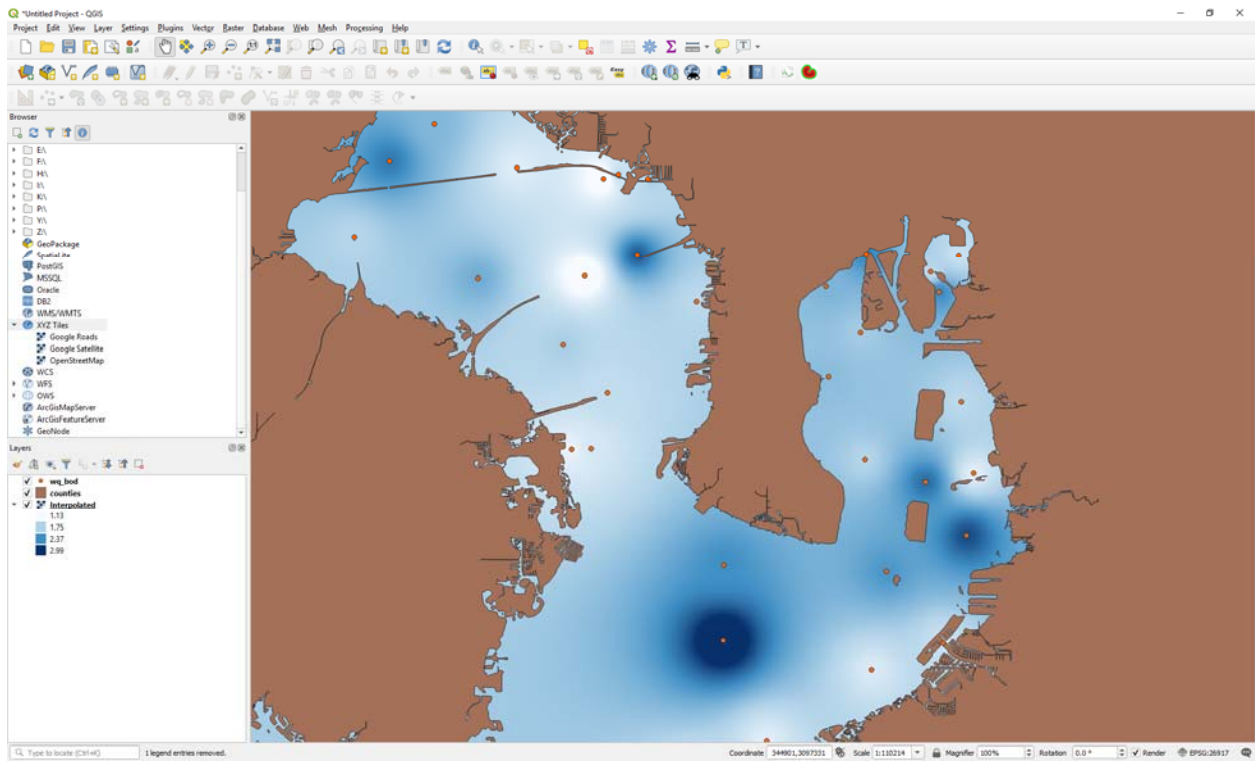 *Untitled Project - QGIS
Project Edit View Layer Settings Plugins Vector Raster Database Web Mesh Processing Help
Browser
E:\
F:\
H:\
I:\
K:\
P:\
Y:\
Z:\
GeoPackage
SpatiaLite
PostGIS
MSSQL
Oracle
DB2
WMS/WMTS
XYZ Tiles
Google Roads
Google Satellite
OpenStreetMap
WCS
WFS
OWS
ArcGisMapServer
ArcGisFeatureServer
GeoNode
Layers
wq_bod
counties
Interpolated
1.13
1.75
2.37
2.99
Type to locate (Ctrl+K) 1 legend entries removed. Coordinate 344901,3097331 Scale 1:110214 Magnifier 100% Rotation 0.0 ° Render EPSG:26917